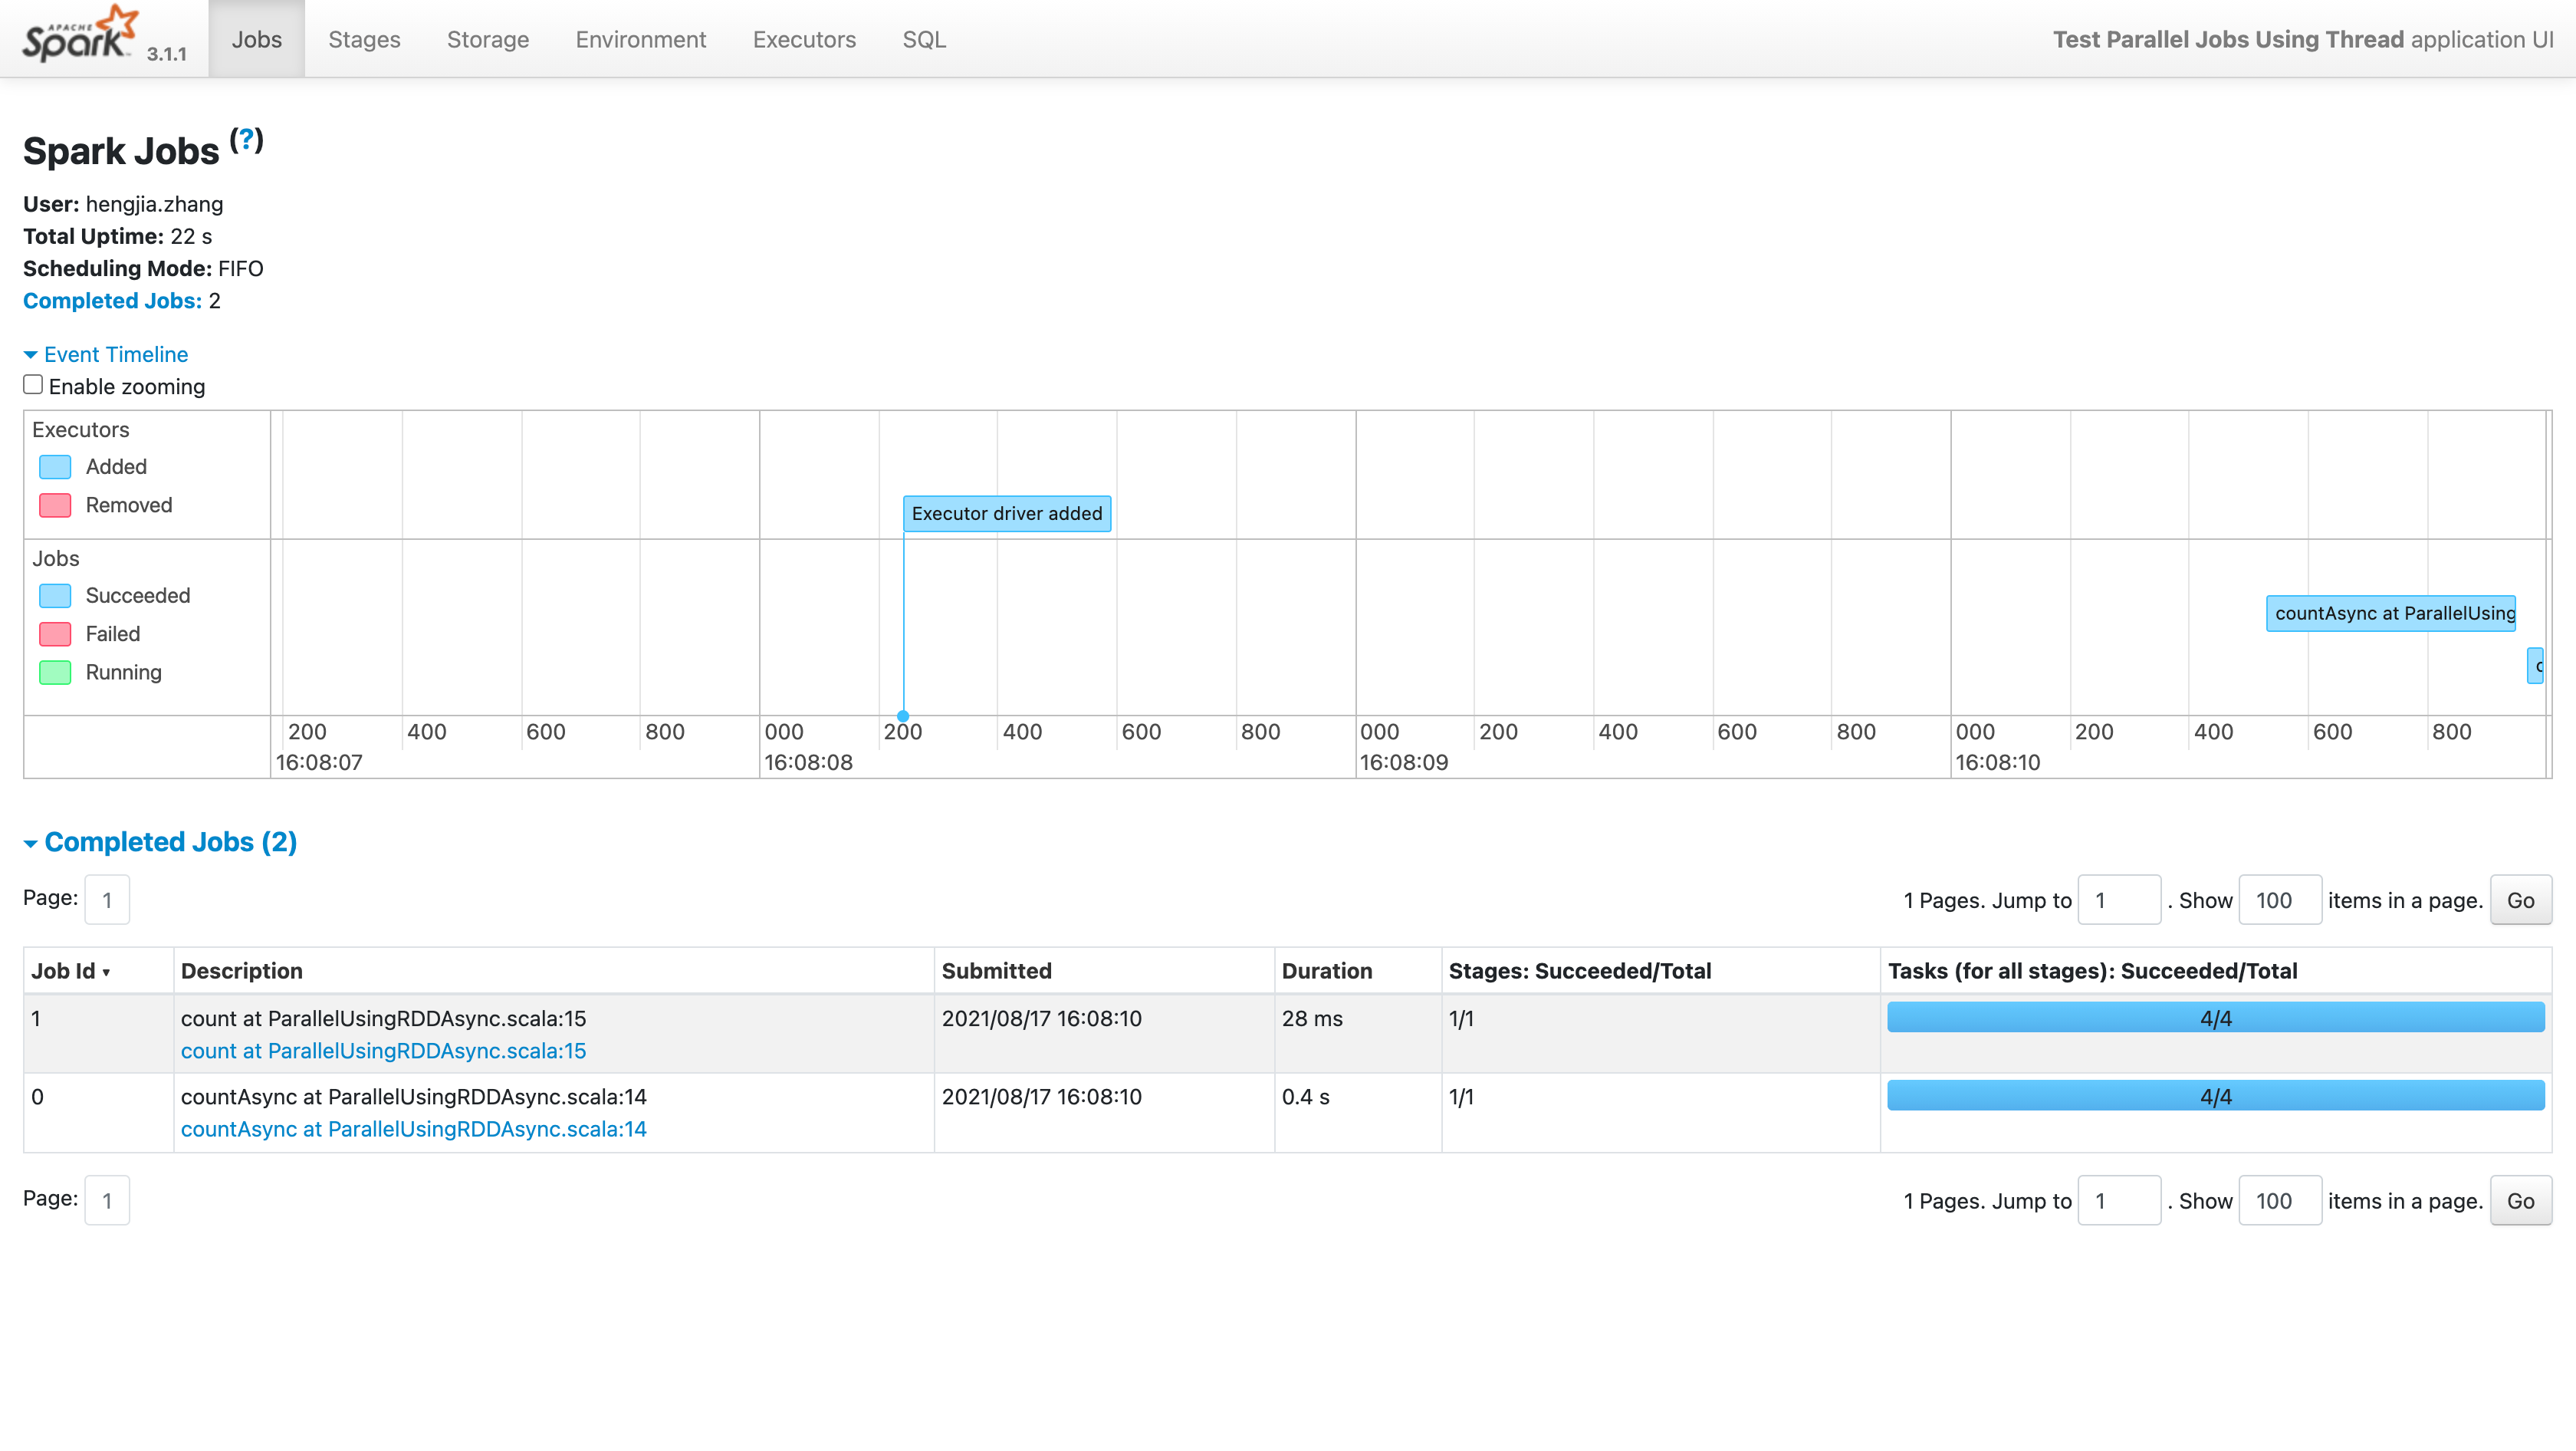 APACHE
Spark 3.1.1 Jobs Stages Storage Environment Executors SQL Test Parallel Jobs Using Thread application UI
Spark Jobs (?)
User: hengjia.zhang
Total Uptime: 22 s
Scheduling Mode: FIFO
Completed Jobs: 2
Event Timeline
Enable zooming
Executors
Added
Removed
Executor driver added
Jobs
Succeeded
Failed
Running
countAsync at ParallelUsing
200 400 600 800 000 200 400 600 800 000 200 400 600 800 000 200 400 600 800
16:08:07 16:08:08 16:08:09 16:08:10
Completed Jobs (2)
Page: 1 1 Pages. Jump to 1 . Show 100 items in a page. Go
Job Id ▾ Description Submitted Duration Stages: Succeeded/Total Tasks (for all stages): Succeeded/Total
1 count at ParallelUsingRDDAsync.scala:15 2021/08/17 16:08:10 28 ms 1/1 4/4
count at ParallelUsingRDDAsync.scala:15
0 countAsync at ParallelUsingRDDAsync.scala:14 2021/08/17 16:08:10 0.4 s 1/1 4/4
countAsync at ParallelUsingRDDAsync.scala:14
Page: 1 1 Pages. Jump to 1 . Show 100 items in a page. Go